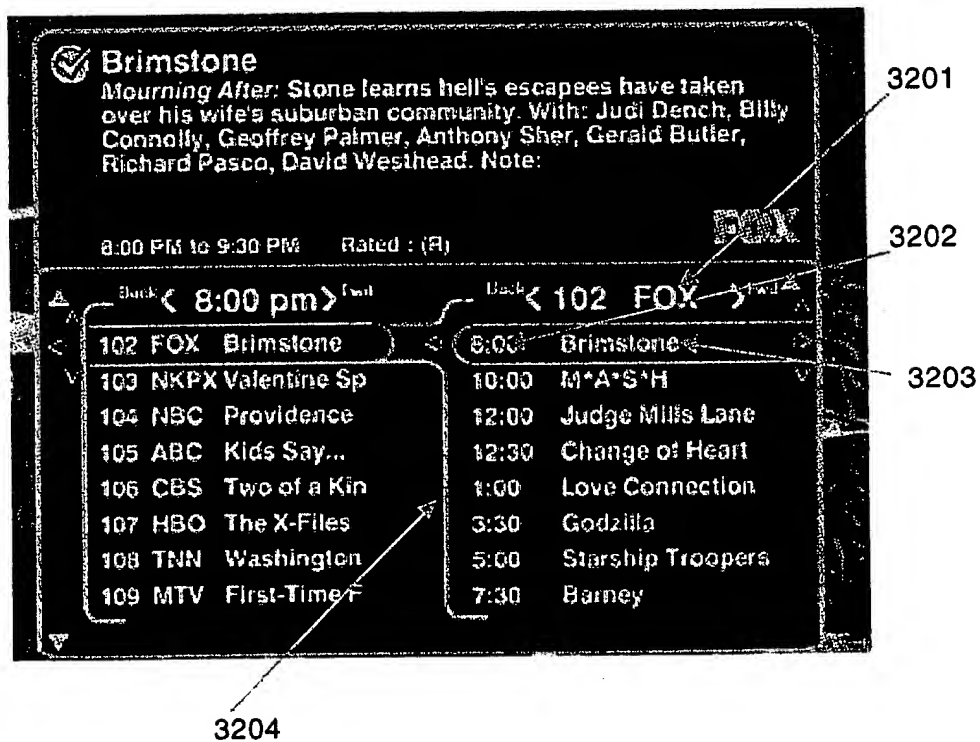 Brimstone
Mourning After: Stone learns hell's escapees have taken
over his wife's suburban community. With: Judi Dench, Billy
Connolly, Geoffrey Palmer, Anthony Sher, Gerald Butler,
Richard Pasco, David Westhead. Note:
FOX
8:00 PM to 9:30 PM Rated : (R)
Back < 8:00 pm > Fwd
102 FOX Brimstone
103 NKPX Valentine Sp
104 NBC Providence
105 ABC Kids Say...
106 CBS Two of a Kin
107 HBO The X-Files
108 TNN Washington
109 MTV First-Time F
Back < 102 FOX > Fwd
8:00 Brimstone
10:00 M*A*S*H
12:00 Judge Mills Lane
12:30 Change of Heart
1:00 Love Connection
3:30 Godzilla
5:00 Starship Troopers
7:30 Barney
3201
3202
3203
3204